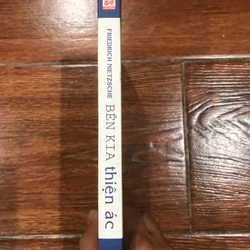 FRIEDRICH NIETZSCHE
BÊN KIA thiện ác